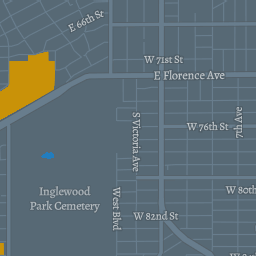 E 66th St
W 71st St
E Florence Ave
S Victoria Ave
W 76th St
7th Ave
Inglewood
Park Cemetery
West Blvd
W 80th
W 82nd St